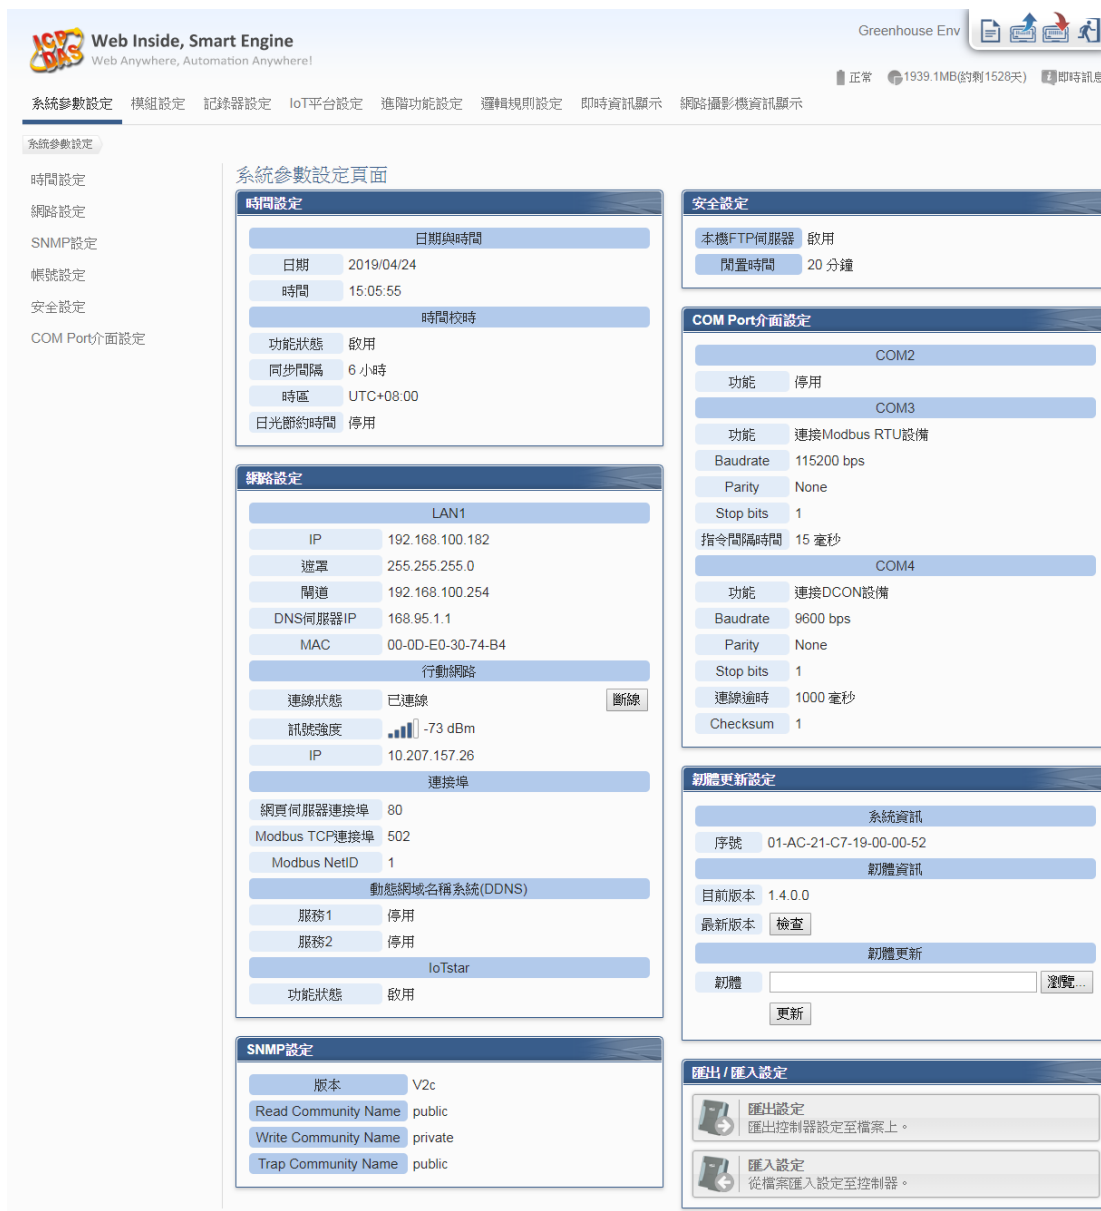 ICP DAS
Web Inside, Smart Engine
Web Anywhere, Automation Anywhere!
Greenhouse Env
正常 1939.1MB(約剩1528天) 即時訊息
系統參數設定 模組設定 記錄器設定 IoT平台設定 進階功能設定 邏輯規則設定 即時資訊顯示 網路攝影機資訊顯示
系統參數設定
時間設定
網路設定
SNMP設定
帳號設定
安全設定
COM Port介面設定
系統參數設定頁面
時間設定
日期與時間
日期 2019/04/24
時間 15:05:55
時間校時
功能狀態 啟用
同步間隔 6 小時
時區 UTC+08:00
日光節約時間 停用
網路設定
LAN1
IP 192.168.100.182
遮罩 255.255.255.0
閘道 192.168.100.254
DNS伺服器IP 168.95.1.1
MAC 00-0D-E0-30-74-B4
行動網路
連線狀態 已連線 斷線
訊號強度 -73 dBm
IP 10.207.157.26
連接埠
網頁伺服器連接埠 80
Modbus TCP連接埠 502
Modbus NetID 1
動態網域名稱系統(DDNS)
服務1 停用
服務2 停用
IoTstar
功能狀態 啟用
SNMP設定
版本 V2c
Read Community Name public
Write Community Name private
Trap Community Name public
安全設定
本機FTP伺服器 啟用
閒置時間 20 分鐘
COM Port介面設定
COM2
功能 停用
COM3
功能 連接Modbus RTU設備
Baudrate 115200 bps
Parity None
Stop bits 1
指令間隔時間 15 毫秒
COM4
功能 連接DCON設備
Baudrate 9600 bps
Parity None
Stop bits 1
連線逾時 1000 毫秒
Checksum 1
韌體更新設定
系統資訊
序號 01-AC-21-C7-19-00-00-52
韌體資訊
目前版本 1.4.0.0
最新版本 檢查
韌體更新
韌體 瀏覽...
更新
匯出 / 匯入設定
匯出設定
匯出控制器設定至檔案上。
匯入設定
從檔案匯入設定至控制器。